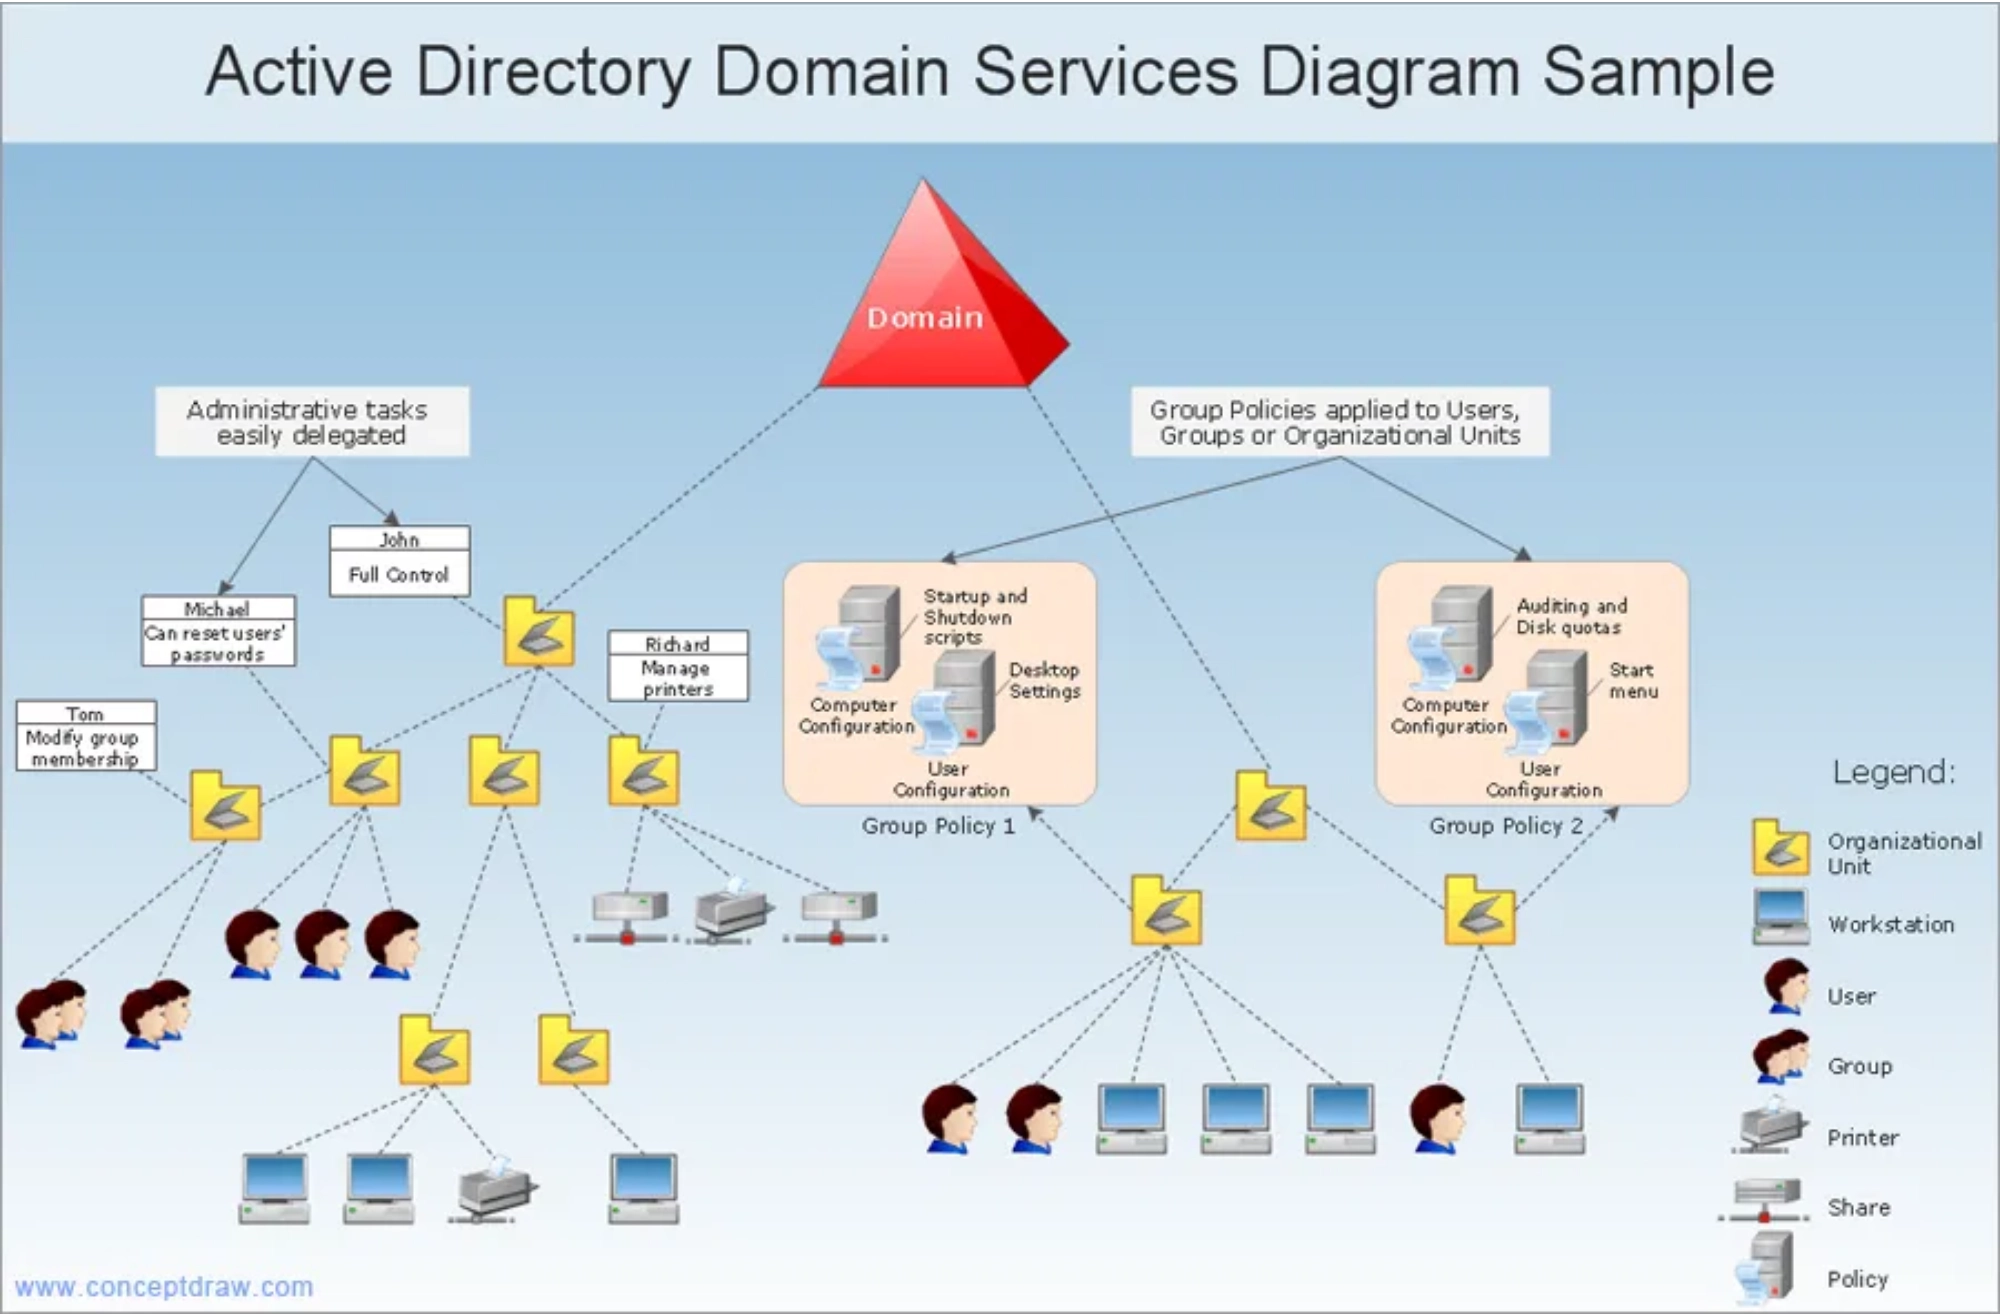 Active Directory Domain Services Diagram Sample
Domain
Administrative tasks
easily delegated
Group Policies applied to Users,
Groups or Organizational Units
John
Full Control
Michael
Can reset users'
passwords
Richard
Manage
printers
Tom
Modify group
membership
Startup and
Shutdown
scripts
Desktop
Settings
Computer
Configuration
User
Configuration
Group Policy 1
Auditing and
Disk quotas
Start
menu
Computer
Configuration
User
Configuration
Group Policy 2
Legend:
Organizational
Unit
Workstation
User
Group
Printer
Share
Policy
www.conceptdraw.com